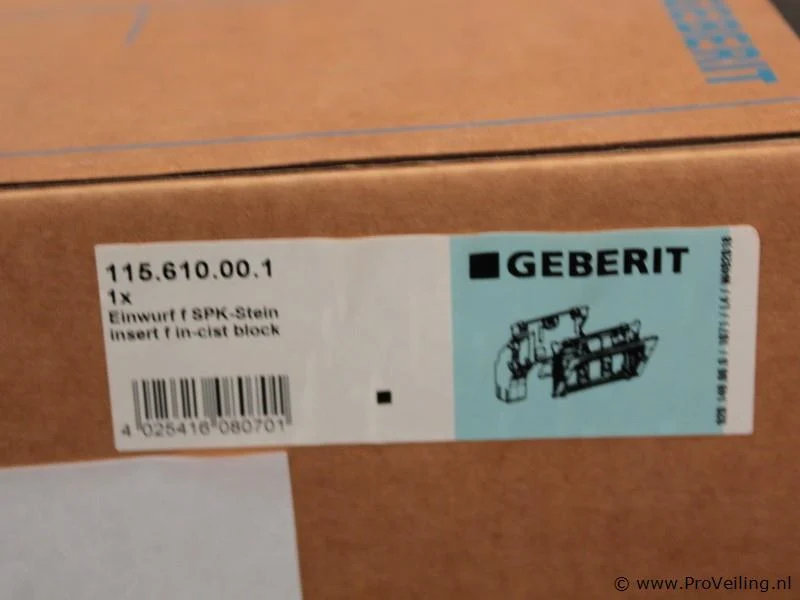 GEBERIT
115.610.00.1
1x
Einwurf f SPK-Stein
insert f in-cist block
4 025416 080701
GEBERIT
© www.ProVeiling.nl